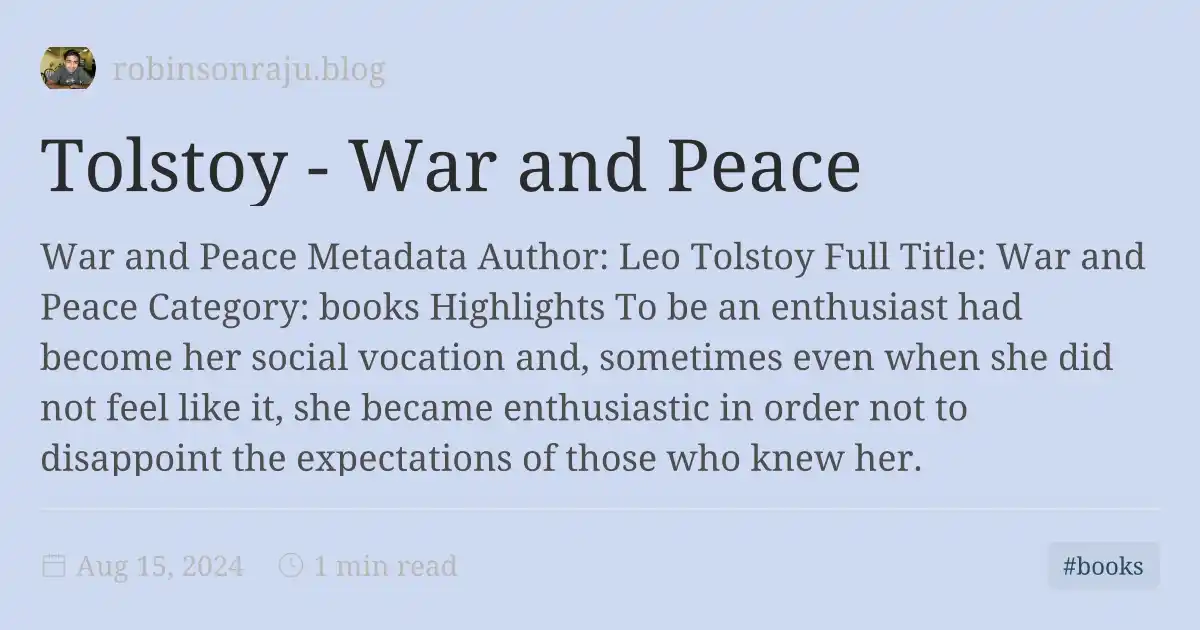 robinsonraju.blog
Tolstoy - War and Peace
War and Peace Metadata Author: Leo Tolstoy Full Title: War and
Peace Category: books Highlights To be an enthusiast had
become her social vocation and, sometimes even when she did
not feel like it, she became enthusiastic in order not to
disappoint the expectations of those who knew her.
Aug 15, 2024 1 min read
#books